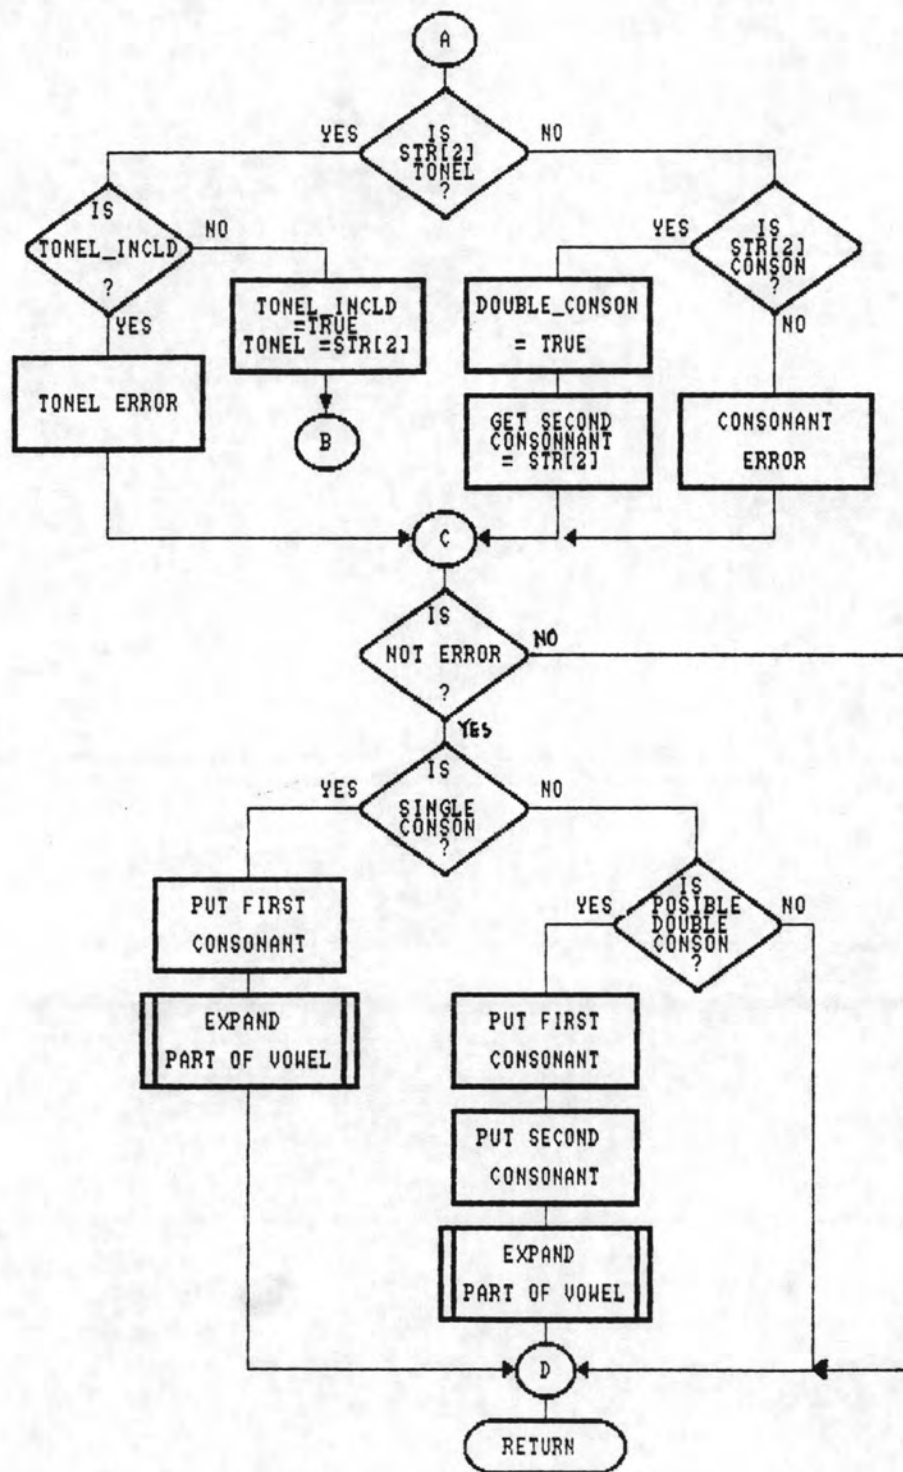 A
IS
STR[2]
TONEL
?
YES
NO
IS
TONEL_INCLD
?
NO
YES
TONEL_INCLD
=TRUE
TONEL =STR[2]
B
TONEL ERROR
IS
STR[2]
CONSON
?
YES
NO
DOUBLE_CONSON
= TRUE
GET SECOND
CONSONNANT
= STR[2]
CONSONANT
ERROR
C
IS
NOT ERROR
?
NO
YES
IS
SINGLE
CONSON
?
YES
NO
PUT FIRST
CONSONANT
EXPAND
PART OF VOWEL
IS
POSIBLE
DOUBLE
CONSON
?
YES
NO
PUT FIRST
CONSONANT
PUT SECOND
CONSONANT
EXPAND
PART OF VOWEL
D
RETURN